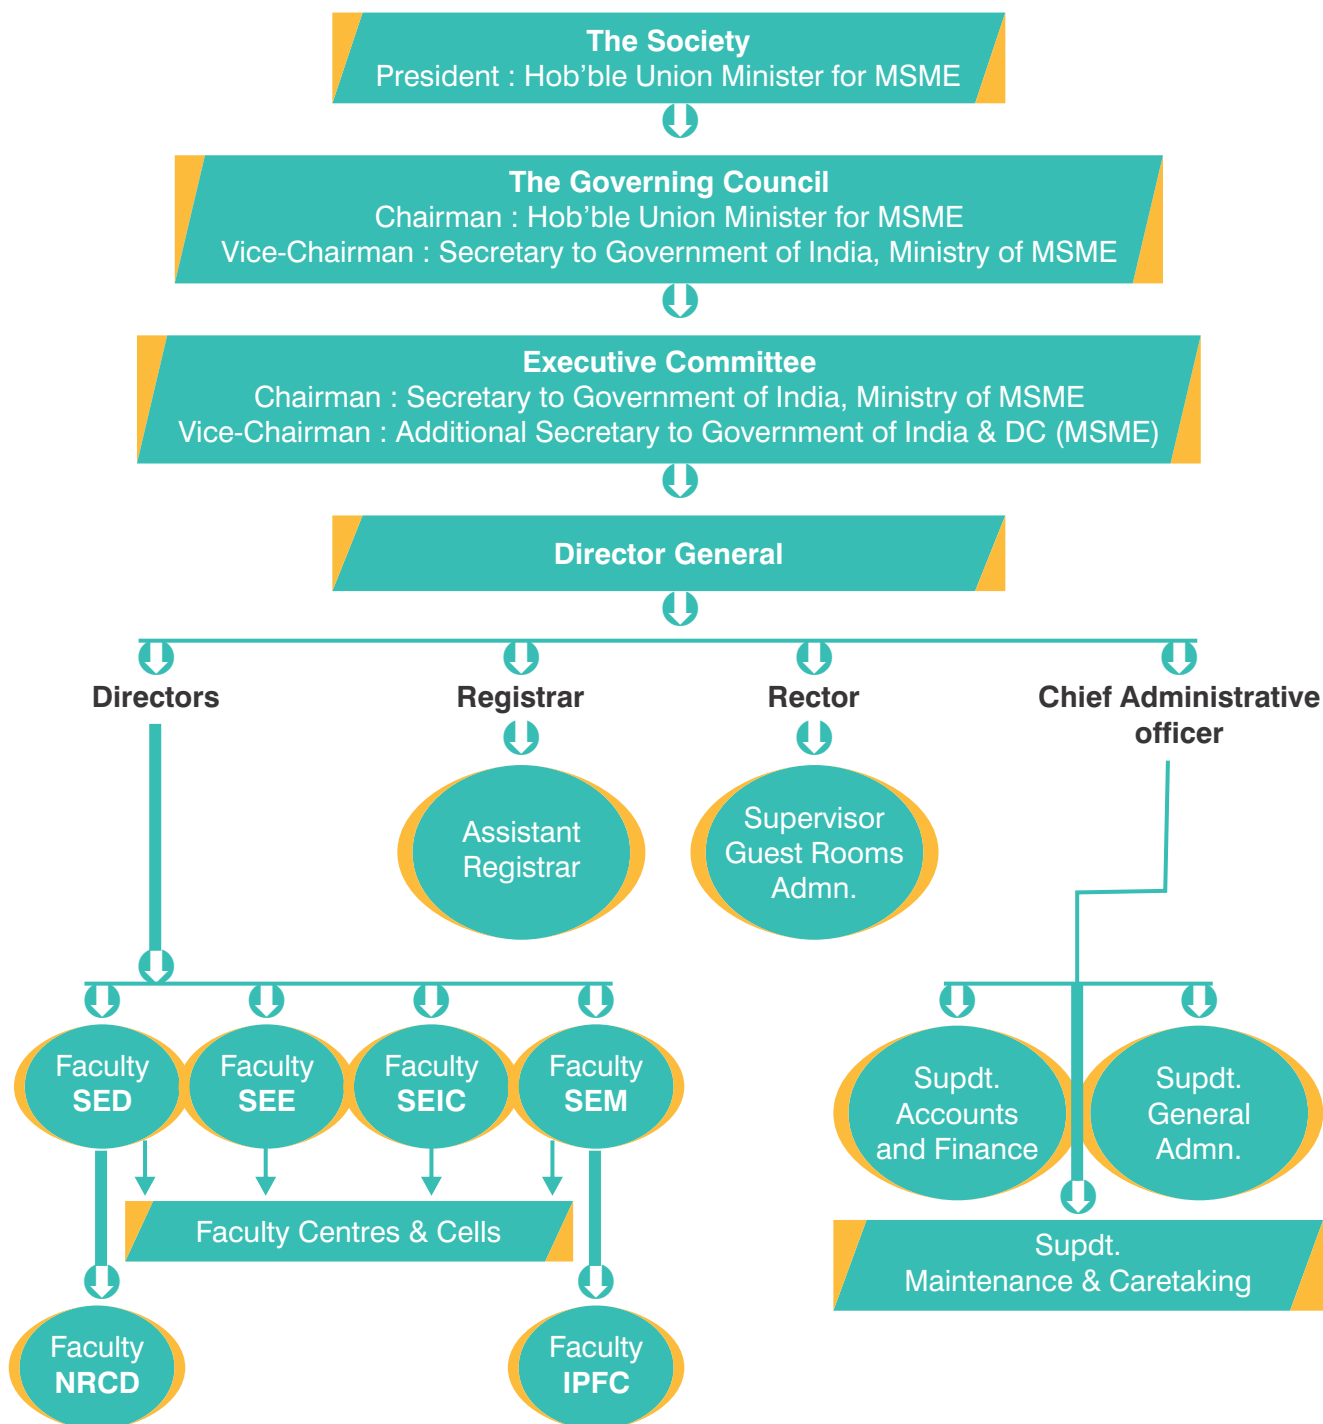 The Society
President : Hob’ble Union Minister for MSME
The Governing Council
Chairman : Hob’ble Union Minister for MSME
Vice-Chairman : Secretary to Government of India, Ministry of MSME
Executive Committee
Chairman : Secretary to Government of India, Ministry of MSME
Vice-Chairman : Additional Secretary to Government of India & DC (MSME)
Director General
Directors
Registrar
Rector
Chief Administrative
officer
Assistant
Registrar
Supervisor
Guest Rooms
Admn.
Faculty
SED
Faculty
SEE
Faculty
SEIC
Faculty
SEM
Supdt.
Accounts
and Finance
Supdt.
General
Admn.
Faculty Centres & Cells
Supdt.
Maintenance & Caretaking
Faculty
NRCD
Faculty
IPFC